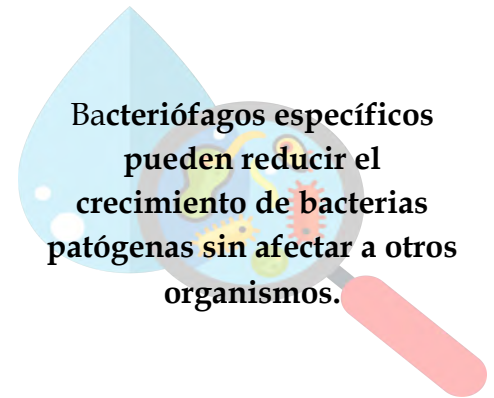 Bacteriófagos específicos
pueden reducir el
crecimiento de bacterias
patógenas sin afectar a otros
organismos.